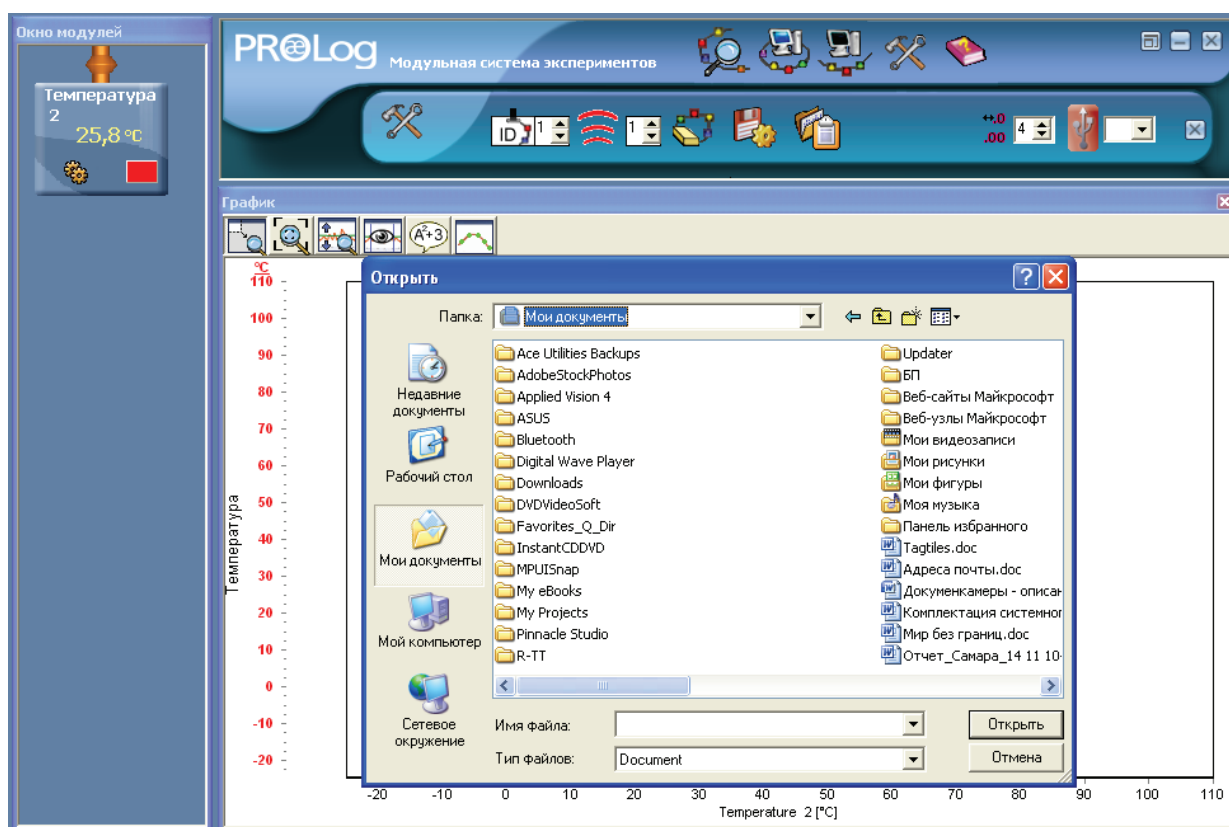 Окно модулей
Температура
2
25,8 °C
PRæLog Модульная система экспериментов
ID 1 1 ↔.0 .00 4
График
A²+3
°C
110
100
90
80
70
60
50
40
30
20
10
0
-10
-20
Температура
Открыть
Папка: Мои документы
Недавние документы
Рабочий стол
Мои документы
Мой компьютер
Сетевое окружение
Ace Utilities Backups
AdobeStockPhotos
Applied Vision 4
ASUS
Bluetooth
Digital Wave Player
Downloads
DVDVideoSoft
Favorites_Q_Dir
InstantCDDVD
MPUISnap
My eBooks
My Projects
Pinnacle Studio
R-TT
Updater
БП
Веб-сайты Майкрософт
Веб-узлы Майкрософт
Мои видеозаписи
Мои рисунки
Мои фигуры
Моя музыка
Панель избранного
Tagtiles.doc
Адреса почты.doc
Докуменкамеры - описан
Комплектация системног
Мир без границ.doc
Отчет_Самара_14 11 10-
Имя файла:
Открыть
Тип файлов: Document
Отмена
-20 -10 0 10 20 30 40 50 60 70 80 90 100 110
Temperature 2 [°C]